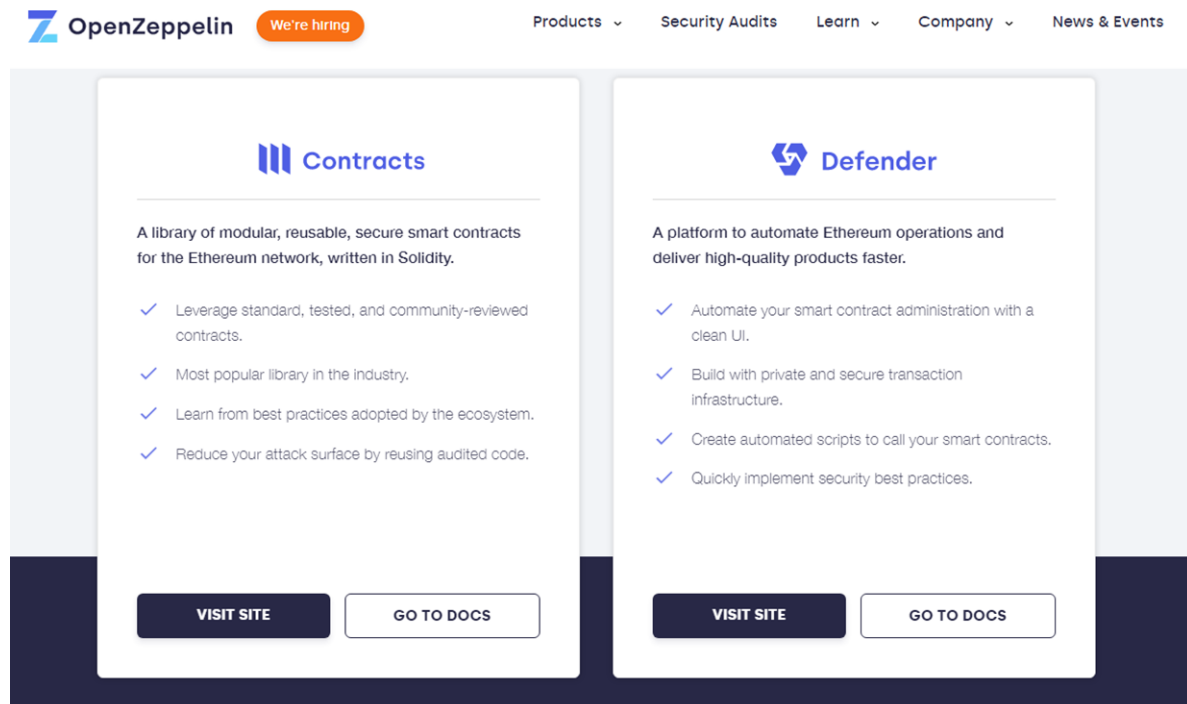 OpenZeppelin
We're hiring
Products
Security Audits
Learn
Company
News & Events
Contracts
A library of modular, reusable, secure smart contracts
for the Ethereum network, written in Solidity.
Leverage standard, tested, and community-reviewed
contracts.
Most popular library in the industry.
Learn from best practices adopted by the ecosystem.
Reduce your attack surface by reusing audited code.
VISIT SITE
GO TO DOCS
Defender
A platform to automate Ethereum operations and
deliver high-quality products faster.
Automate your smart contract administration with a
clean UI.
Build with private and secure transaction
infrastructure.
Create automated scripts to call your smart contracts.
Quickly implement security best practices.
VISIT SITE
GO TO DOCS